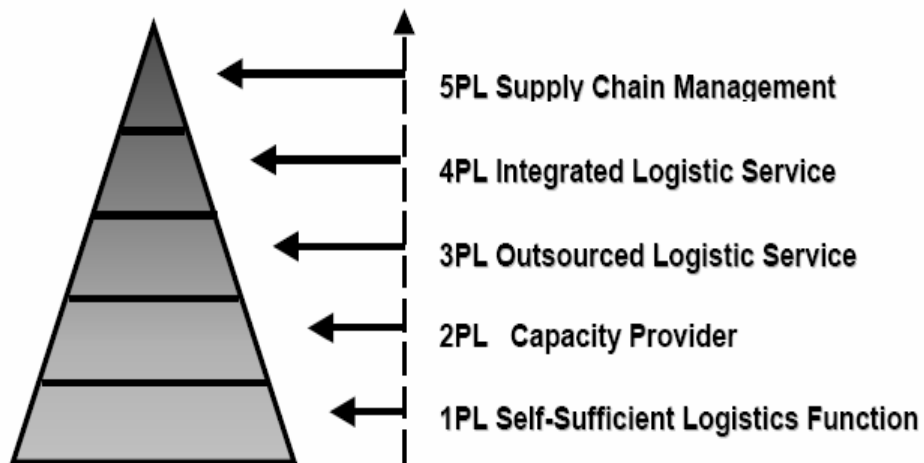 5PL Supply Chain Management
4PL Integrated Logistic Service
3PL Outsourced Logistic Service
2PL Capacity Provider
1PL Self-Sufficient Logistics Function